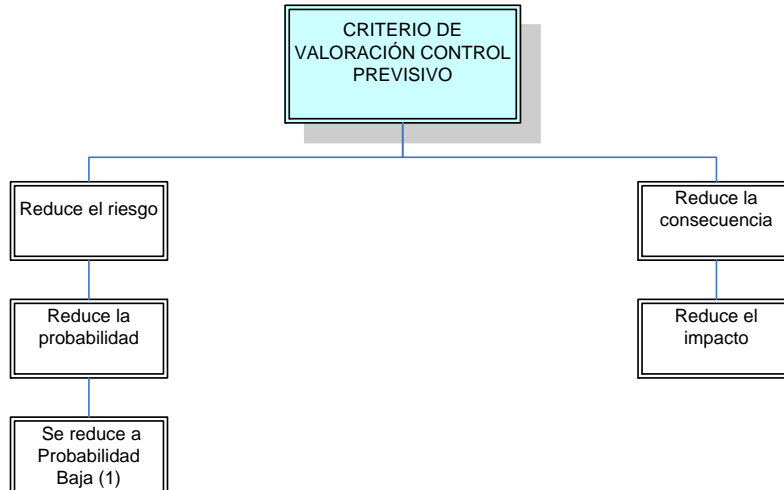 CRITERIO DE
VALORACIÓN CONTROL
PREVISIVO
Reduce el riesgo
Reduce la
consecuencia
Reduce la
probabilidad
Reduce el
impacto
Se reduce a
Probabilidad
Baja (1)